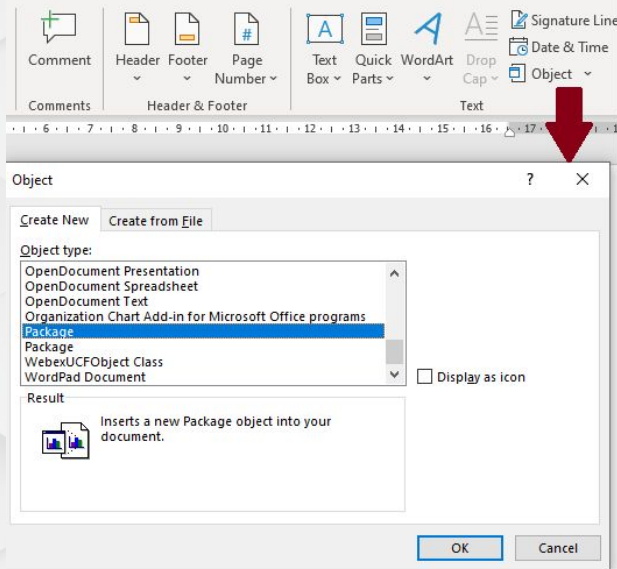 Comment
Header Footer Page Number
Text Box Quick Parts WordArt Drop Cap
Signature Line
Date & Time
Object
Comments Header & Footer Text
6 7 8 9 10 11 12 13 14 15 16 17
Object ?
Create New Create from File
Object type:
OpenDocument Presentation
OpenDocument Spreadsheet
OpenDocument Text
Organization Chart Add-in for Microsoft Office programs
Package
Package
WebexUCFObject Class
WordPad Document
Display as icon
Result
Inserts a new Package object into your
document.
OK Cancel